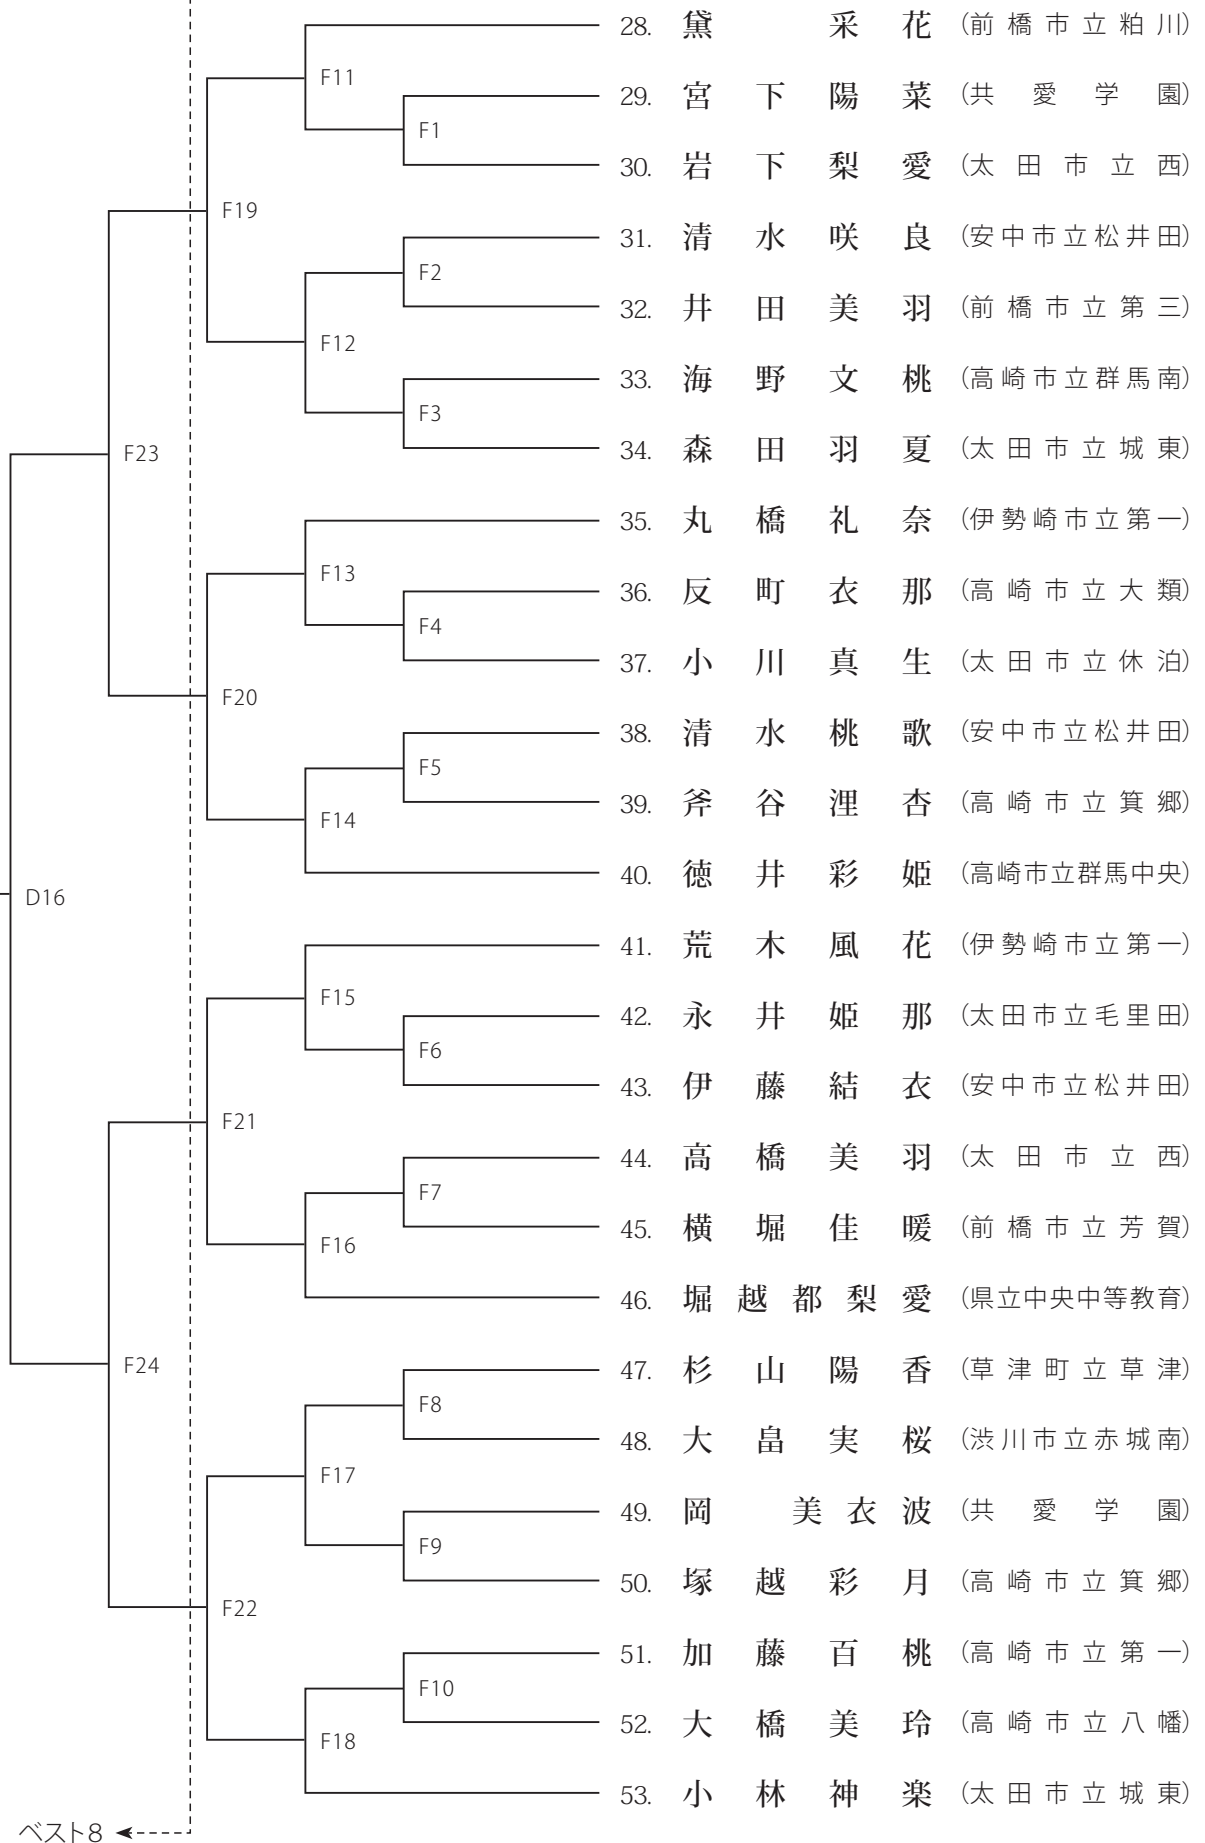 28. 黛 采花 (前橋市立粕川)
F11
29. 宮下陽菜 (共愛学園)
F1
30. 岩下梨愛 (太田市立西)
F19
31. 清水咲良 (安中市立松井田)
F2
32. 井田美羽 (前橋市立第三)
F12
33. 海野文桃 (高崎市立群馬南)
F3
34. 森田羽夏 (太田市立城東)
F23
35. 丸橋礼奈 (伊勢崎市立第一)
F13
36. 反町衣那 (高崎市立大類)
F4
37. 小川真生 (太田市立休泊)
F20
38. 清水桃歌 (安中市立松井田)
F5
39. 斧谷浬杏 (高崎市立箕郷)
F14
40. 徳井彩姫 (高崎市立群馬中央)
D16
41. 荒木風花 (伊勢崎市立第一)
F15
42. 永井姫那 (太田市立毛里田)
F6
43. 伊藤結衣 (安中市立松井田)
F21
44. 高橋美羽 (太田市立西)
F7
45. 横堀佳暖 (前橋市立芳賀)
F16
46. 堀越都梨愛 (県立中央中等教育)
F24
47. 杉山陽香 (草津町立草津)
F8
48. 大畠実桜 (渋川市立赤城南)
F17
49. 岡 美衣波 (共愛学園)
F9
50. 塚越彩月 (高崎市立箕郷)
F22
51. 加藤百桃 (高崎市立第一)
F10
52. 大橋美玲 (高崎市立八幡)
F18
53. 小林神楽 (太田市立城東)
ベスト8